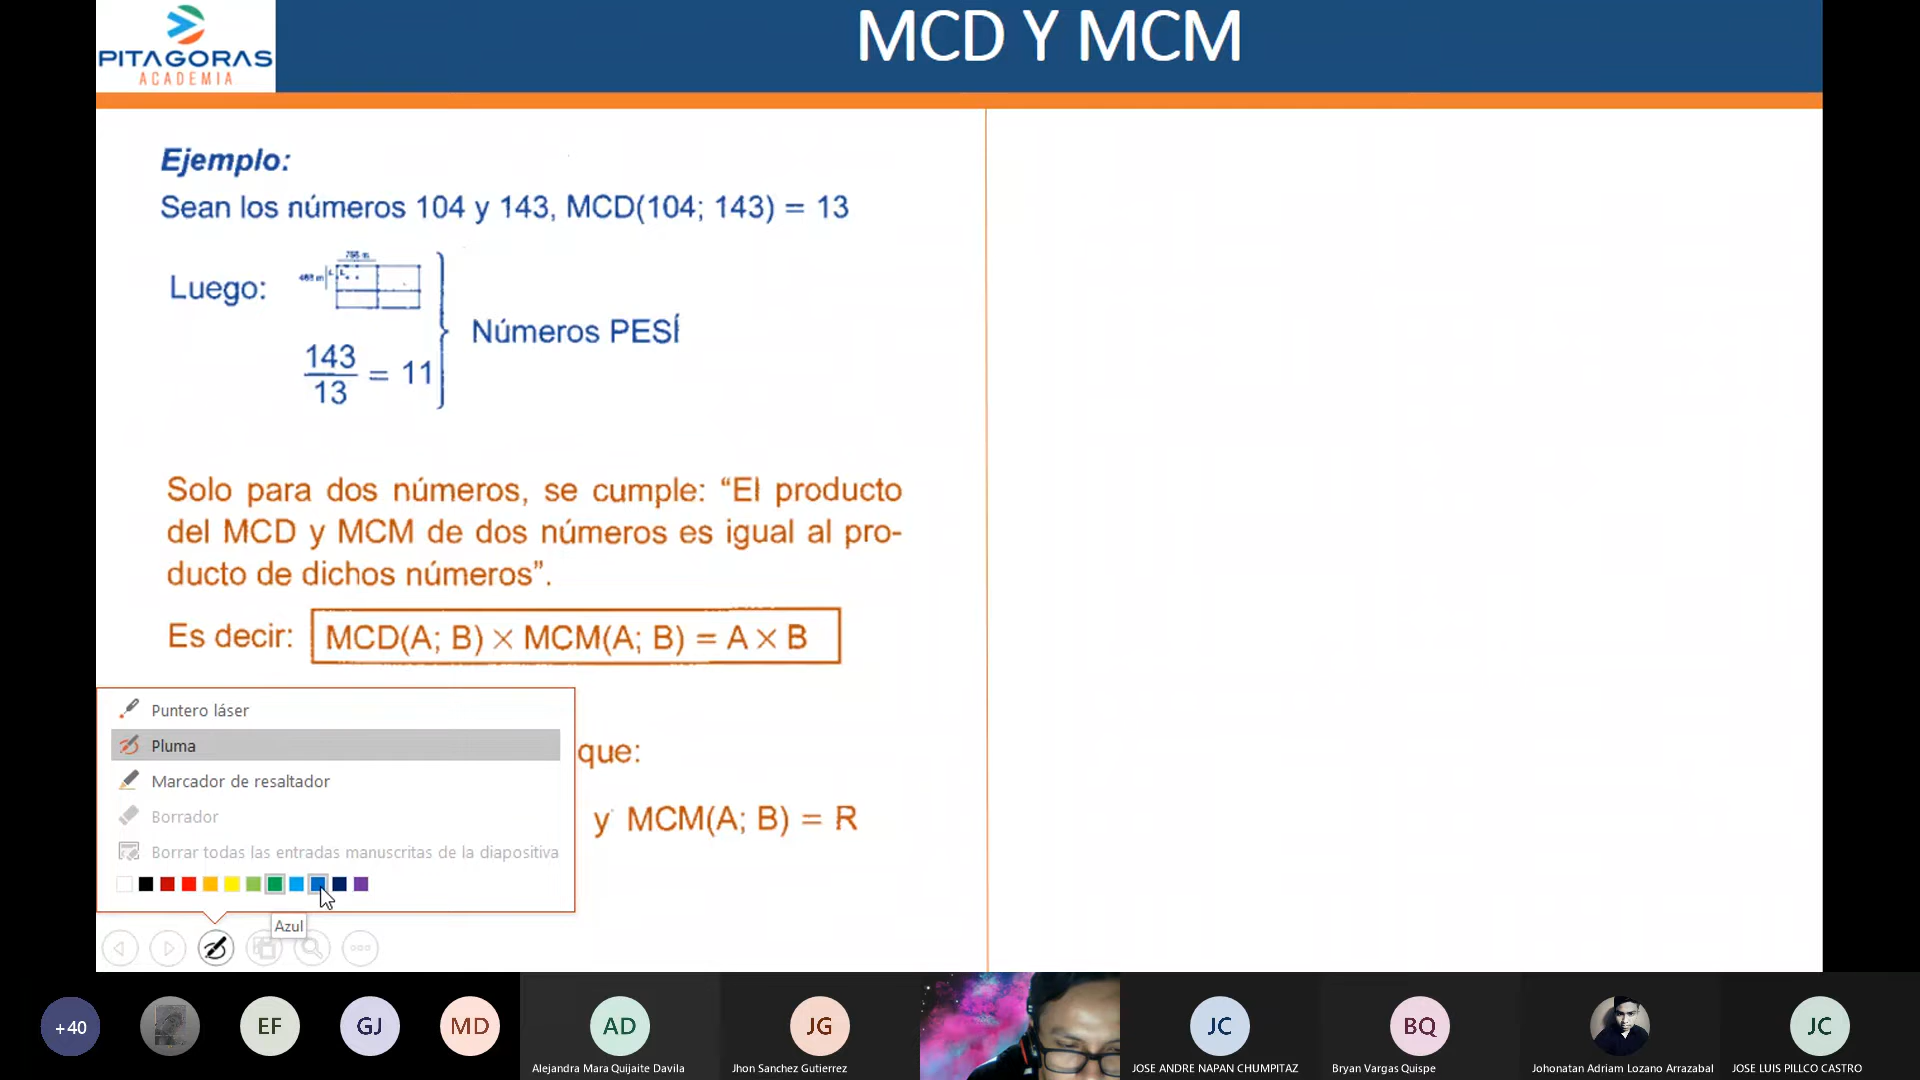 PITAGORAS
ACADEMIA
MCD Y MCM
Ejemplo:
Sean los números 104 y 143, MCD(104; 143) = 13
Luego:
143
13
= 11
Números PESÍ
Solo para dos números, se cumple: “El producto
del MCD y MCM de dos números es igual al pro-
ducto de dichos números”.
Es decir: MCD(A; B) × MCM(A; B) = A × B
que:
y MCM(A; B) = R
Puntero láser
Pluma
Marcador de resaltador
Borrador
Borrar todas las entradas manuscritas de la diapositiva
Azul
+40
EF
GJ
MD
AD
Alejandra Mara Quijaite Davila
JG
Jhon Sanchez Gutierrez
JC
JOSE ANDRE NAPAN CHUMPITAZ
BQ
Bryan Vargas Quispe
Johonatan Adriam Lozano Arrazabal
JC
JOSE LUIS PILLCO CASTRO